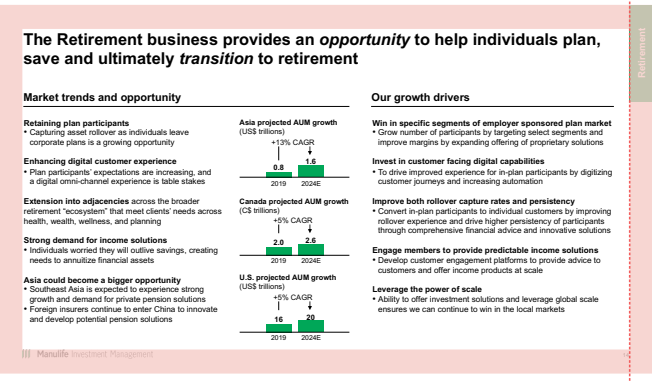 The Retirement business provides an opportunity to help individuals plan,
save and ultimately transition to retirement
Retirement
Market trends and opportunity
Retaining plan participants
• Capturing asset rollover as individuals leave
corporate plans is a growing opportunity
Enhancing digital customer experience
• Plan participants’ expectations are increasing, and
a digital omni-channel experience is table stakes
Extension into adjacencies across the broader
retirement “ecosystem” that meet clients’ needs across
health, wealth, wellness, and planning
Strong demand for income solutions
• Individuals worried they will outlive savings, creating
needs to annuitize financial assets
Asia could become a bigger opportunity
• Southeast Asia is expected to experience strong
growth and demand for private pension solutions
• Foreign insurers continue to enter China to innovate
and develop potential pension solutions
Asia projected AUM growth
(US$ trillions)
+13% CAGR
0.8
1.6
2019
2024E
Canada projected AUM growth
(C$ trillions)
+5% CAGR
2.0
2.6
2019
2024E
U.S. projected AUM growth
(US$ trillions)
+5% CAGR
16
20
2019
2024E
Our growth drivers
Win in specific segments of employer sponsored plan market
• Grow number of participants by targeting select segments and
improve margins by expanding offering of proprietary solutions
Invest in customer facing digital capabilities
• To drive improved experience for in-plan participants by digitizing
customer journeys and increasing automation
Improve both rollover capture rates and persistency
• Convert in-plan participants to individual customers by improving
rollover experience and drive higher persistency of participants
through comprehensive financial advice and innovative solutions
Engage members to provide predictable income solutions
• Develop customer engagement platforms to provide advice to
customers and offer income products at scale
Leverage the power of scale
• Ability to offer investment solutions and leverage global scale
ensures we can continue to win in the local markets
Manulife Investment Management